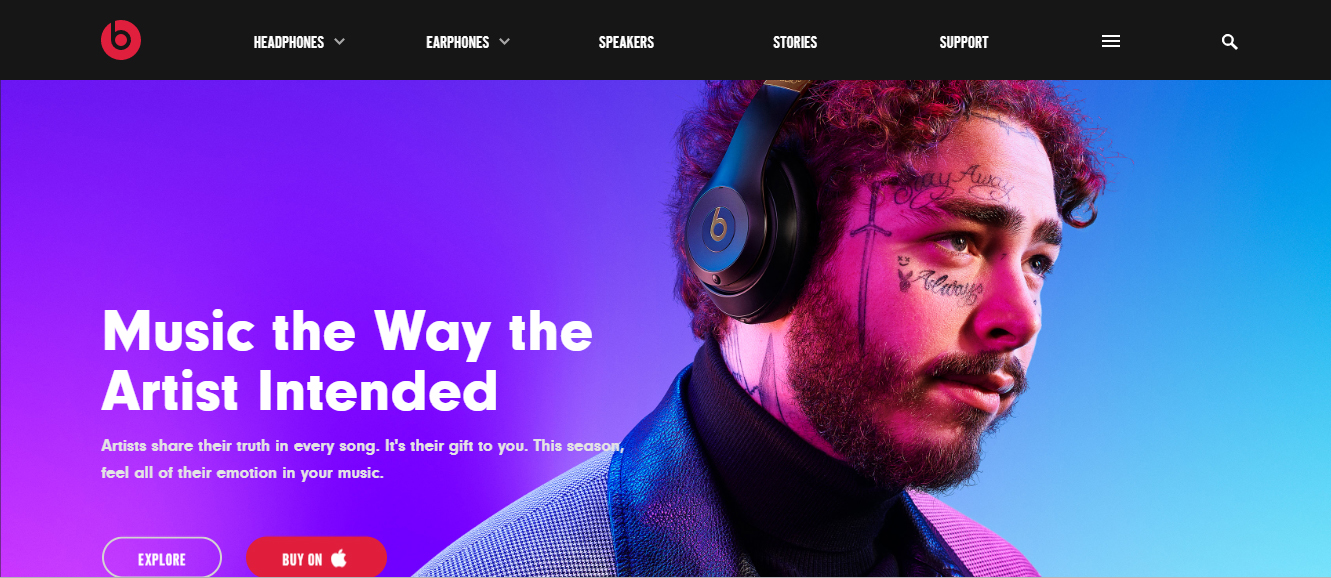 HEADPHONES
EARPHONES
SPEAKERS
STORIES
SUPPORT
b
Stay Away
Always
Music the Way the
Artist Intended
Artists share their truth in every song. It's their gift to you. This season,
feel all of their emotion in your music.
EXPLORE
BUY ON